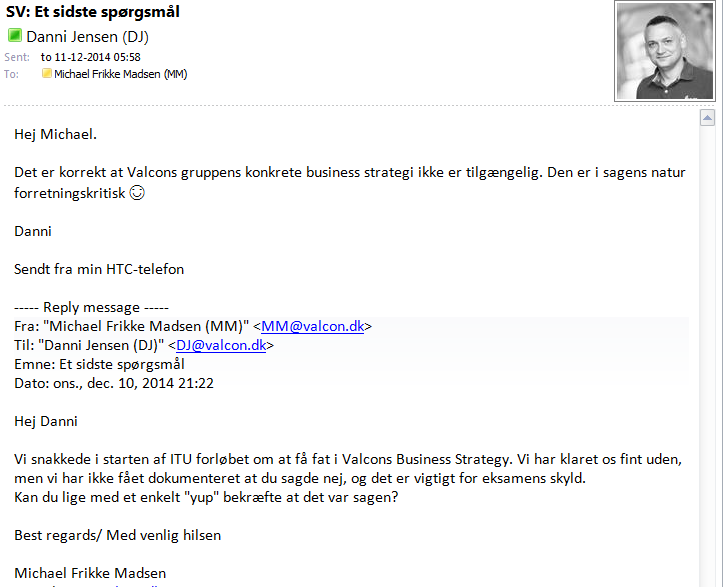 SV: Et sidste spørgsmål
Danni Jensen (DJ)
Sent: to 11-12-2014 05:58
To: Michael Frikke Madsen (MM)
Hej Michael.
Det er korrekt at Valcons gruppens konkrete business strategi ikke er tilgængelig. Den er i sagens natur
forretningskritisk ☺
Danni
Sendt fra min HTC-telefon
----- Reply message -----
Fra: "Michael Frikke Madsen (MM)" <MM@valcon.dk>
Til: "Danni Jensen (DJ)" <DJ@valcon.dk>
Emne: Et sidste spørgsmål
Dato: ons., dec. 10, 2014 21:22
Hej Danni
Vi snakkede i starten af ITU forløbet om at få fat i Valcons Business Strategy. Vi har klaret os fint uden,
men vi har ikke fået dokumenteret at du sagde nej, og det er vigtigt for eksamens skyld.
Kan du lige med et enkelt "yup" bekræfte at det var sagen?
Best regards/ Med venlig hilsen
Michael Frikke Madsen